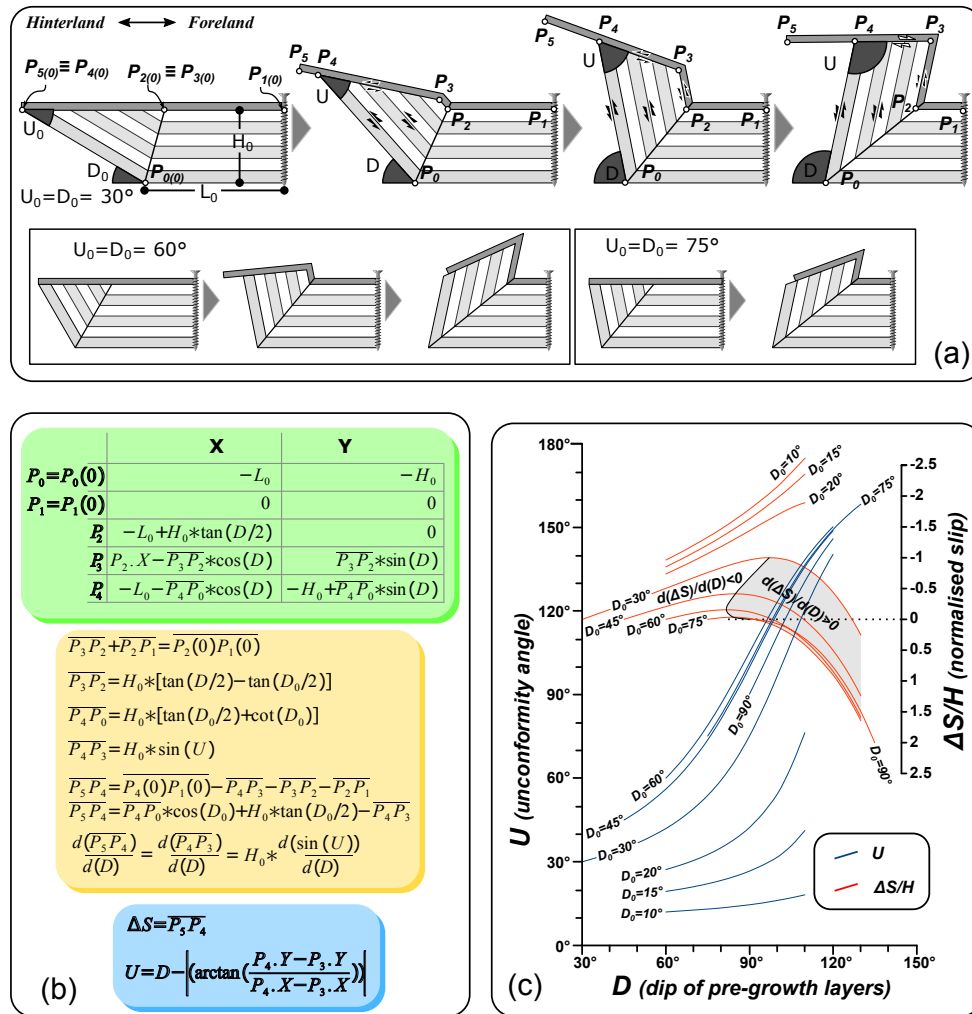 Hinterland ↔ Foreland
P5(0)≡P4(0)
P2(0)≡P3(0)
P1(0)
U0
D0
P0(0)
H0
L0
U0=D0= 30°
P5
P4
P3
U
P2
P1
D
P0
P5
P4
P3
U
P2
P1
D
P0
P5
P4
P3
U
P2
P1
D
P0
U0=D0= 60°
U0=D0= 75°
(a)
X Y
P0=P0(0) −L0 −H0
P1=P1(0) 0 0
P2 −L0+H0*tan(D/2) 0
P3 P2.X−P3P2*cos(D) P3P2*sin(D)
P4 −L0−P4P0*cos(D) −H0+P4P0*sin(D)
P3P2+P2P1=P2(0)P1(0)
P3P2=H0*[tan(D/2)−tan(D0/2)]
P4P0=H0*[tan(D0/2)+cot(D0)]
P4P3=H0*sin(U)
P5P4=P4(0)P1(0)−P4P3−P3P2−P2P1
P5P4=P4P0*cos(D0)+H0*tan(D0/2)−P4P3
d(P5P4)/d(D) = d(P4P3)/d(D) = H0* d(sin(U))/d(D)
ΔS=P5P4
U=D−|(arctan(P4.Y−P3.Y/P4.X−P3.X))|
(b)
U (unconformity angle)
180°
150°
120°
90°
60°
30°
0°
30° 60° 90° 120° 150°
D (dip of pre-growth layers)
ΔS/H (normalised slip)
-2.5
-2
-1.5
-1
-0.5
0
0.5
1
1.5
2
2.5
D0=10°
D0=15°
D0=20°
D0=75°
D0=30°
d(ΔS)/d(D)<0
d(ΔS)/d(D)>0
D0=45°
D0=60°
D0=75°
D0=90°
D0=90°
D0=60°
D0=45°
D0=30°
D0=20°
D0=15°
D0=10°
U
ΔS/H
(c)